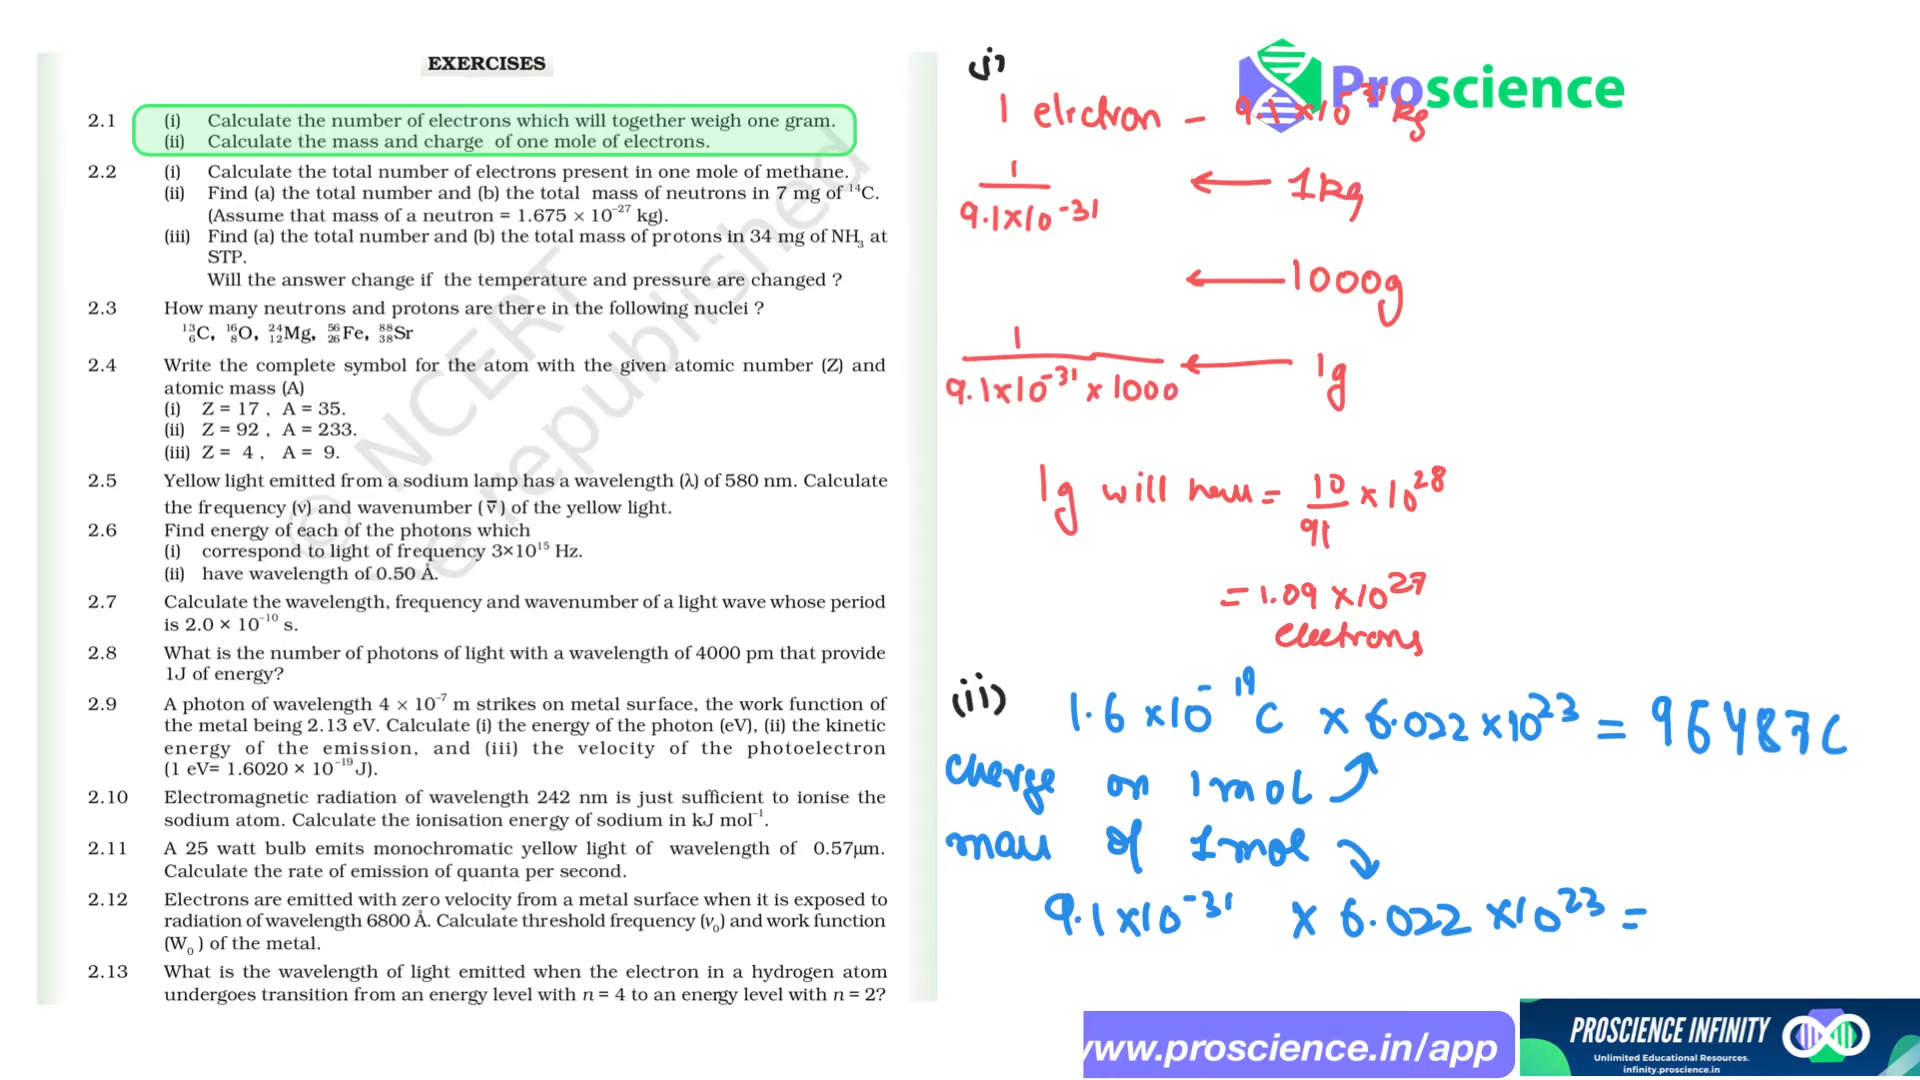 EXERCISES
2.1 (i) Calculate the number of electrons which will together weigh one gram.
(ii) Calculate the mass and charge of one mole of electrons.
2.2 (i) Calculate the total number of electrons present in one mole of methane.
(ii) Find (a) the total number and (b) the total mass of neutrons in 7 mg of ¹⁴C.
(Assume that mass of a neutron = 1.675 × 10⁻²⁷ kg).
(iii) Find (a) the total number and (b) the total mass of protons in 34 mg of NH₃ at
STP.
Will the answer change if the temperature and pressure are changed ?
2.3 How many neutrons and protons are there in the following nuclei ?
¹³₆C, ¹⁶₈O, ²⁴₁₂Mg, ⁵⁶₂₆Fe, ⁸⁸₃₈Sr
2.4 Write the complete symbol for the atom with the given atomic number (Z) and
atomic mass (A)
(i) Z = 17 , A = 35.
(ii) Z = 92 , A = 233.
(iii) Z = 4 , A = 9.
2.5 Yellow light emitted from a sodium lamp has a wavelength (λ) of 580 nm. Calculate
the frequency (ν) and wavenumber (ν̅) of the yellow light.
2.6 Find energy of each of the photons which
(i) correspond to light of frequency 3×10¹⁵ Hz.
(ii) have wavelength of 0.50 Å.
2.7 Calculate the wavelength, frequency and wavenumber of a light wave whose period
is 2.0 × 10⁻¹⁰ s.
2.8 What is the number of photons of light with a wavelength of 4000 pm that provide
1J of energy?
2.9 A photon of wavelength 4 × 10⁻⁷ m strikes on metal surface, the work function of
the metal being 2.13 eV. Calculate (i) the energy of the photon (eV), (ii) the kinetic
energy of the emission, and (iii) the velocity of the photoelectron
(1 eV= 1.6020 × 10⁻¹⁹ J).
2.10 Electromagnetic radiation of wavelength 242 nm is just sufficient to ionise the
sodium atom. Calculate the ionisation energy of sodium in kJ mol⁻¹.
2.11 A 25 watt bulb emits monochromatic yellow light of wavelength of 0.57μm.
Calculate the rate of emission of quanta per second.
2.12 Electrons are emitted with zero velocity from a metal surface when it is exposed to
radiation of wavelength 6800 Å. Calculate threshold frequency (ν₀) and work function
(W₀ ) of the metal.
2.13 What is the wavelength of light emitted when the electron in a hydrogen atom
undergoes transition from an energy level with n = 4 to an energy level with n = 2?
© NCERT
republished
Proscience
(i)
1 elrctron – 9.1×10⁻³¹ kg
1/9.1×10⁻³¹ ← 1kg
← 1000g
1/9.1×10⁻³¹ × 1000 ← 1g
1g will = 10/91 × 10²⁸
= 1.09 ×10²⁷
electrons
(ii) 1.6 ×10⁻¹⁹ C × 6.022 ×10²³ = 96487C
charge on 1 mol
mass of 1 mol
9.1×10⁻³¹ × 6.022 ×10²³ =
www.proscience.in/app
PROSCIENCE INFINITY
Unlimited Educational Resources.
infinity.proscience.in